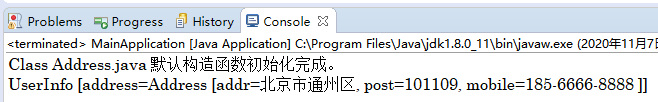 Problems Progress History Console
<terminated> MainApplication [Java Application] C:\Program Files\Java\jdk1.8.0_11\bin\javaw.exe (2020年11月7
Class Address.java 默认构造函数初始化完成。
UserInfo [address=Address [addr=北京市通州区, post=101109, mobile=185-6666-8888 ]]